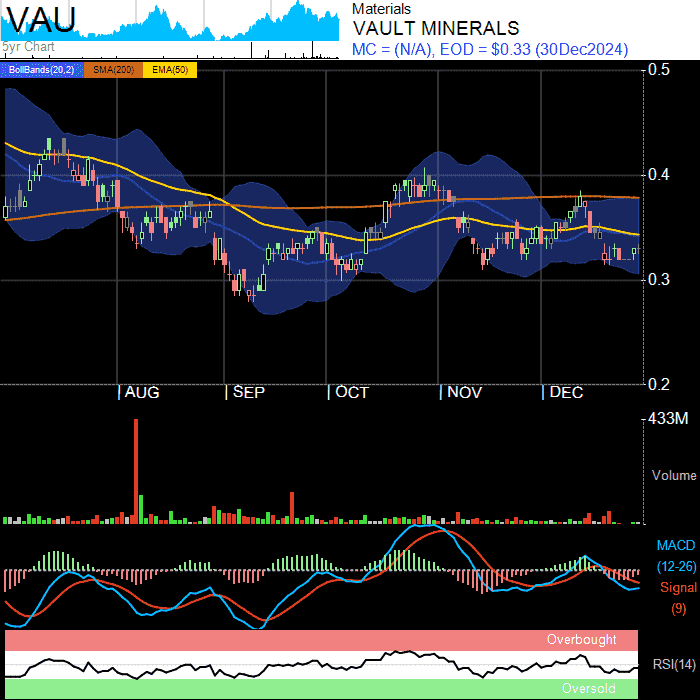 VAU
5yr Chart
Materials
VAULT MINERALS
MC = (N/A), EOD = $0.33 (30Dec2024)
BollBands(20,2) SMA(200) EMA(50)
0.5
0.4
0.3
0.2
AUG SEP OCT NOV DEC
433M
Volume
MACD
(12-26)
Signal
(9)
Overbought
RSI(14)
Oversold